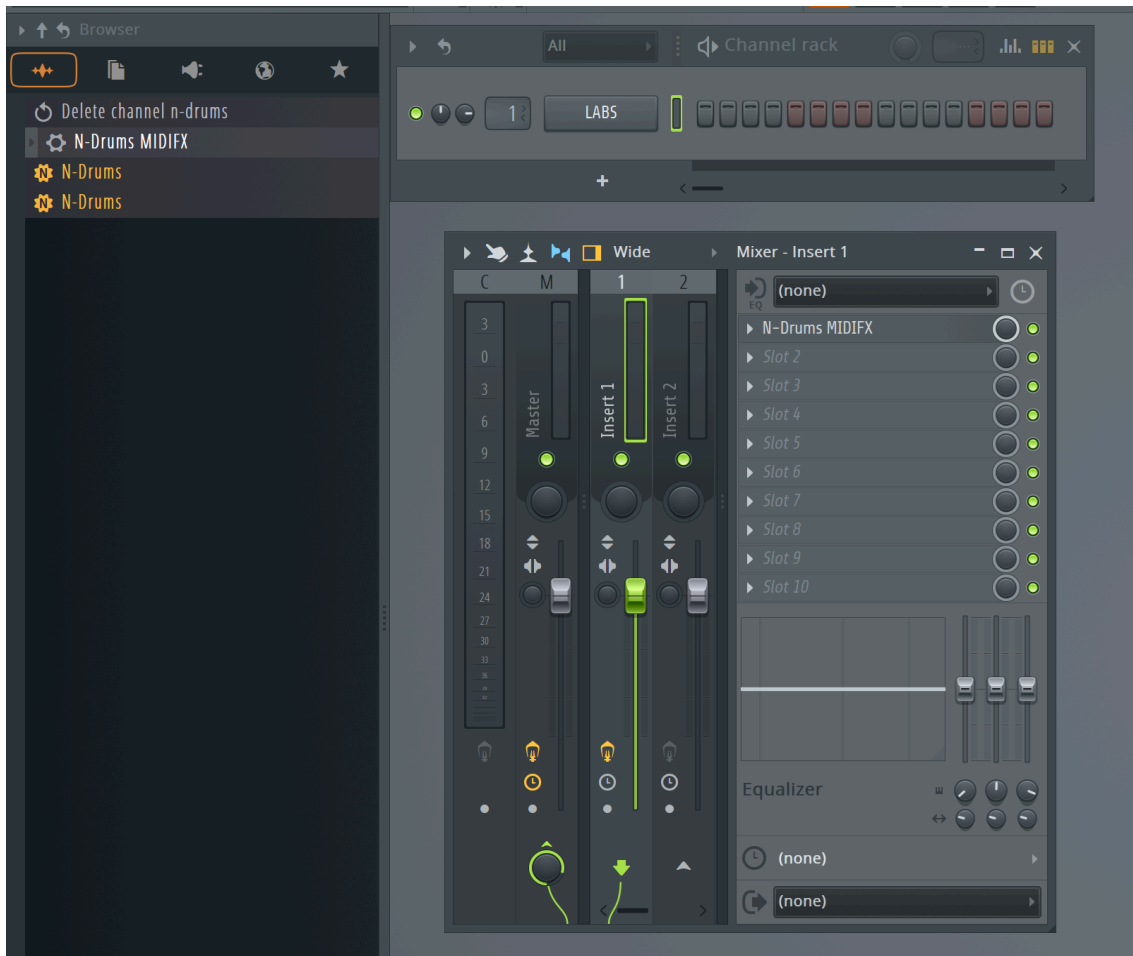 Browser
Delete channel n-drums
N-Drums MIDIFX
N-Drums
N-Drums
All
Channel rack
1
LABS
+
Wide
Mixer - Insert 1
C M 1 2
3
0
3
6
9
12
15
18
21
24
27
30
33
Master
Insert 1
Insert 2
EQ
(none)
N-Drums MIDIFX
Slot 2
Slot 3
Slot 4
Slot 5
Slot 6
Slot 7
Slot 8
Slot 9
Slot 10
Equalizer
(none)
(none)